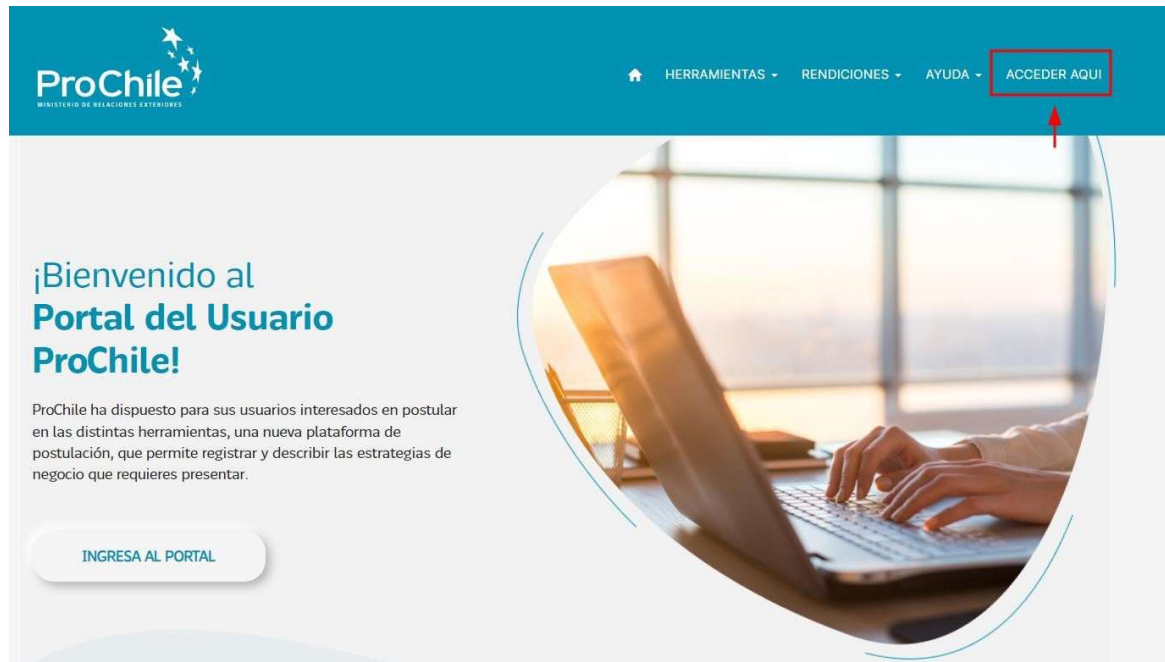 ProChile
MINISTERIO DE RELACIONES EXTERIORES
HERRAMIENTAS
RENDICIONES
AYUDA
ACCEDER AQUI
¡Bienvenido al
Portal del Usuario
ProChile!
ProChile ha dispuesto para sus usuarios interesados en postular
en las distintas herramientas, una nueva plataforma de
postulación, que permite registrar y describir las estrategias de
negocio que requieres presentar.
INGRESA AL PORTAL